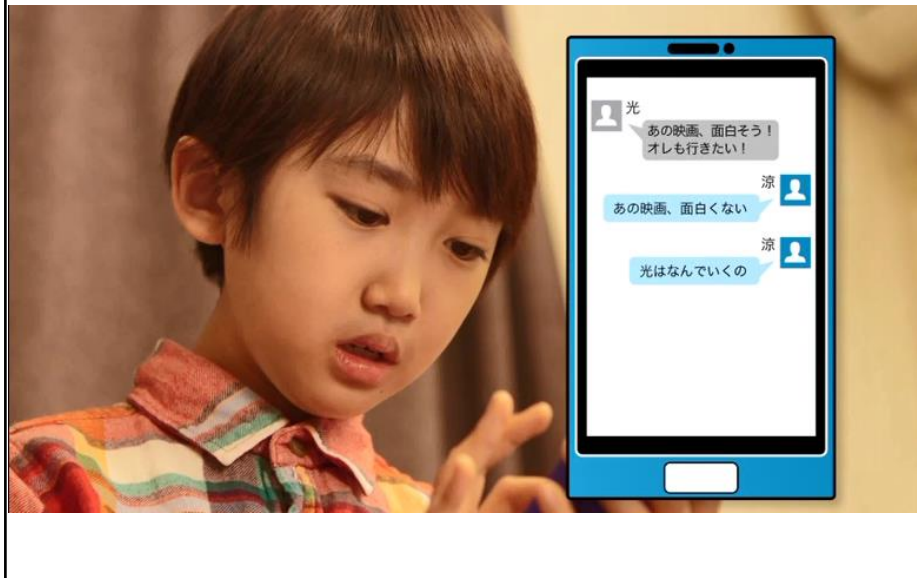 光
あの映画、面白そう！
オレも行きたい！
涼
あの映画、面白くない
涼
光はなんでいくの